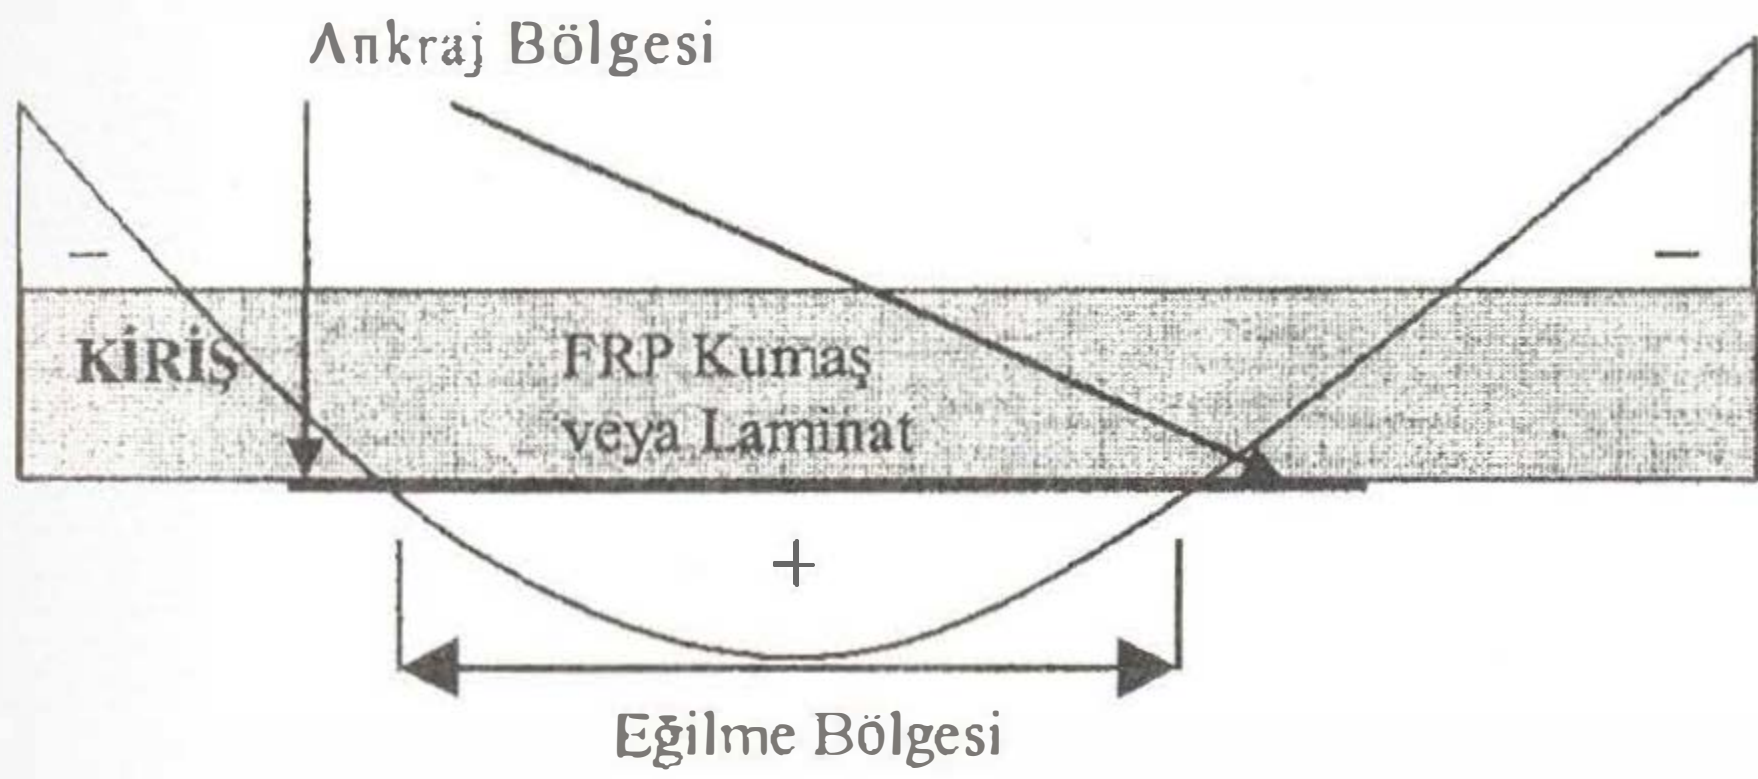 Ankraj Bölgesi
−
−
KİRİŞ
FRP Kumaş
veya Laminat
+
Eğilme Bölgesi